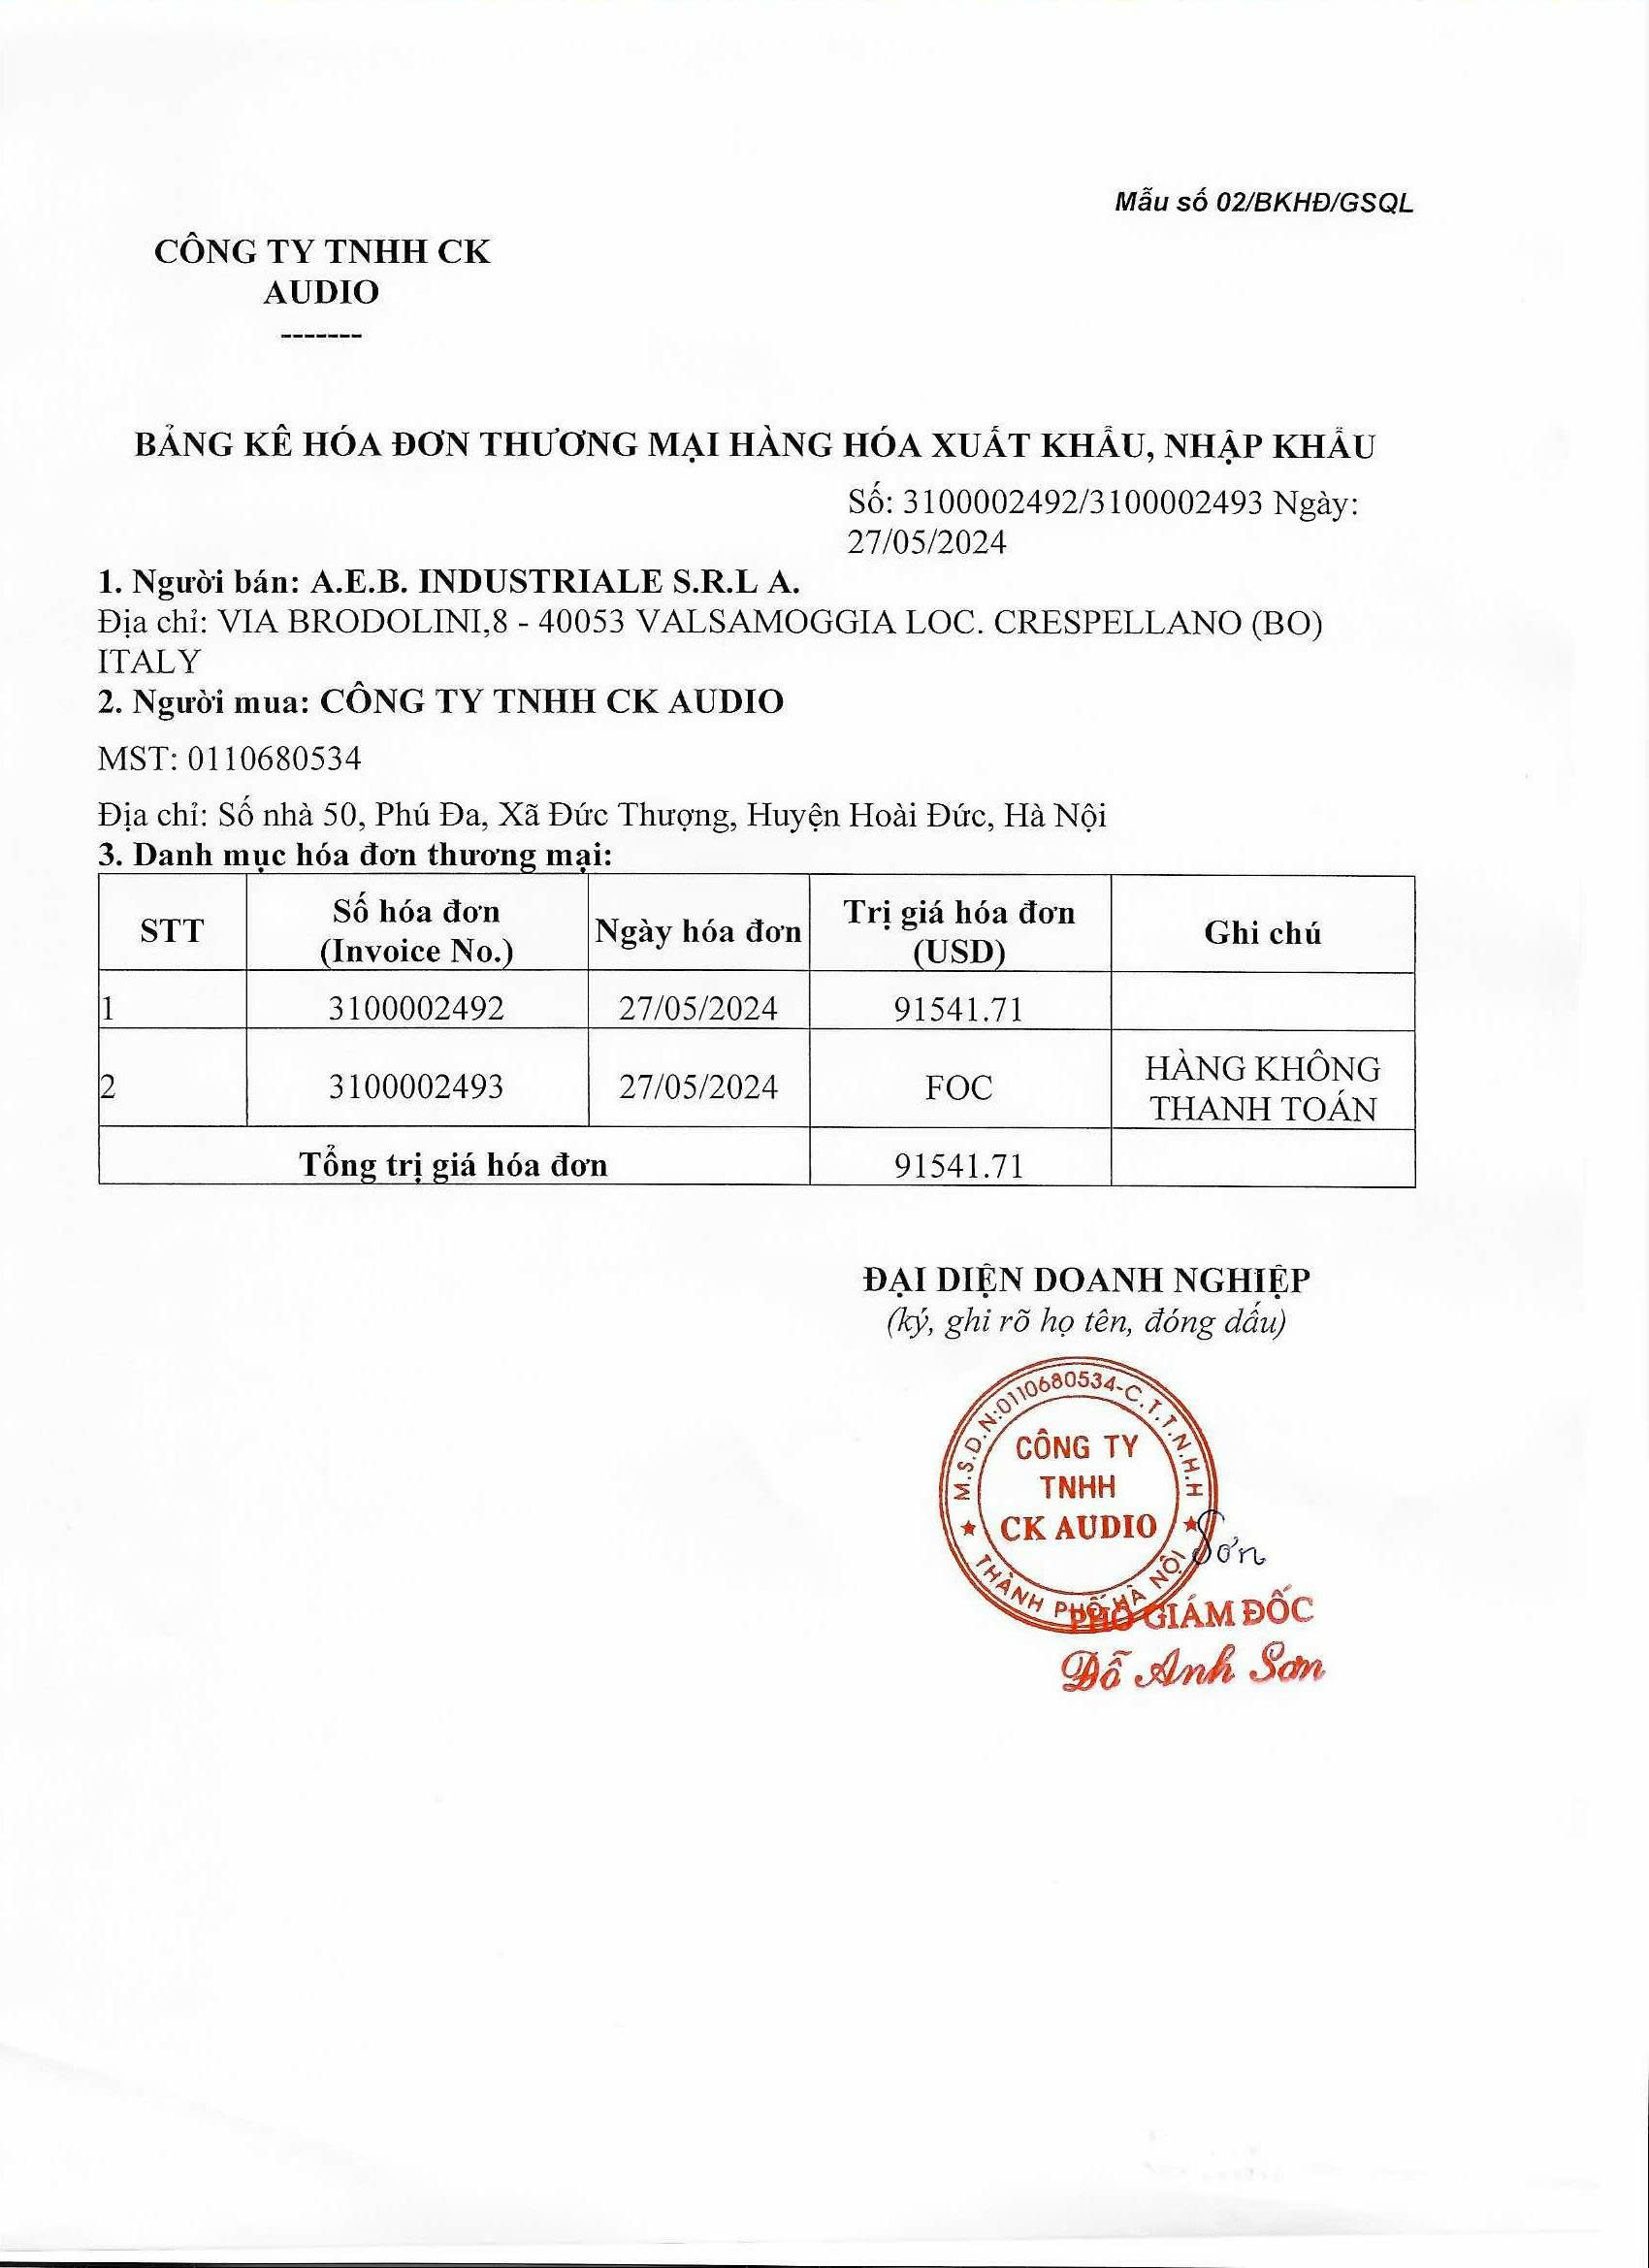 Mẫu số 02/BKHĐ/GSQL
CÔNG TY TNHH CK
AUDIO
-------
BẢNG KÊ HÓA ĐƠN THƯƠNG MẠI HÀNG HÓA XUẤT KHẨU, NHẬP KHẨU
Số: 3100002492/3100002493 Ngày:
27/05/2024
1. Người bán: A.E.B. INDUSTRIALE S.R.L A.
Địa chỉ: VIA BRODOLINI,8 - 40053 VALSAMOGGIA LOC. CRESPELLANO (BO)
ITALY
2. Người mua: CÔNG TY TNHH CK AUDIO
MST: 0110680534
Địa chỉ: Số nhà 50, Phú Đa, Xã Đức Thượng, Huyện Hoài Đức, Hà Nội
3. Danh mục hóa đơn thương mại:
STT Số hóa đơn (Invoice No.) Ngày hóa đơn Trị giá hóa đơn (USD) Ghi chú
1 3100002492 27/05/2024 91541.71
2 3100002493 27/05/2024 FOC HÀNG KHÔNG THANH TOÁN
Tổng trị giá hóa đơn 91541.71
ĐẠI DIỆN DOANH NGHIỆP
(ký, ghi rõ họ tên, đóng dấu)
M.S.D.N:0110680534-C.T.T.N.H.H
CÔNG TY
TNHH
CK AUDIO
THÀNH PHỐ HÀ NỘI
Sơn
PHÓ GIÁM ĐỐC
Đỗ Anh Sơn